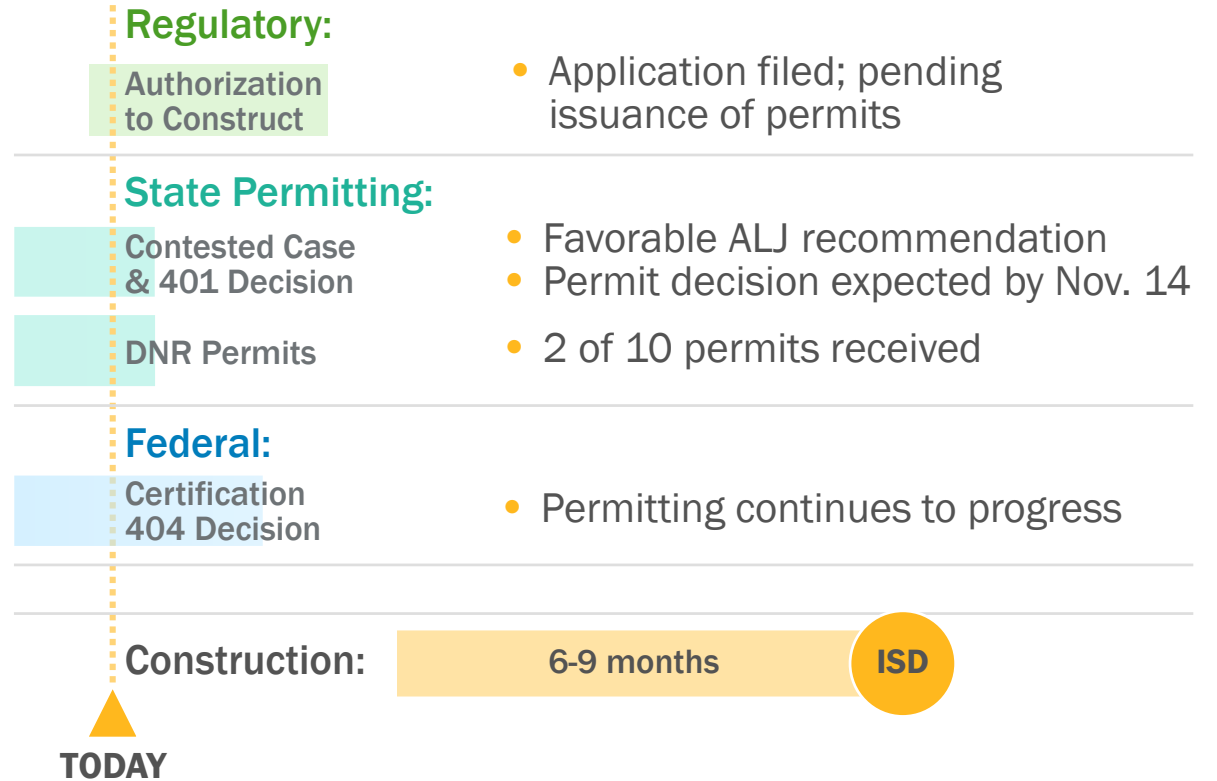 Regulatory:
Authorization
to Construct
• Application filed; pending
issuance of permits
State Permitting:
Contested Case
& 401 Decision
• Favorable ALJ recommendation
• Permit decision expected by Nov. 14
DNR Permits
• 2 of 10 permits received
Federal:
Certification
404 Decision
• Permitting continues to progress
Construction:
6-9 months
ISD
TODAY